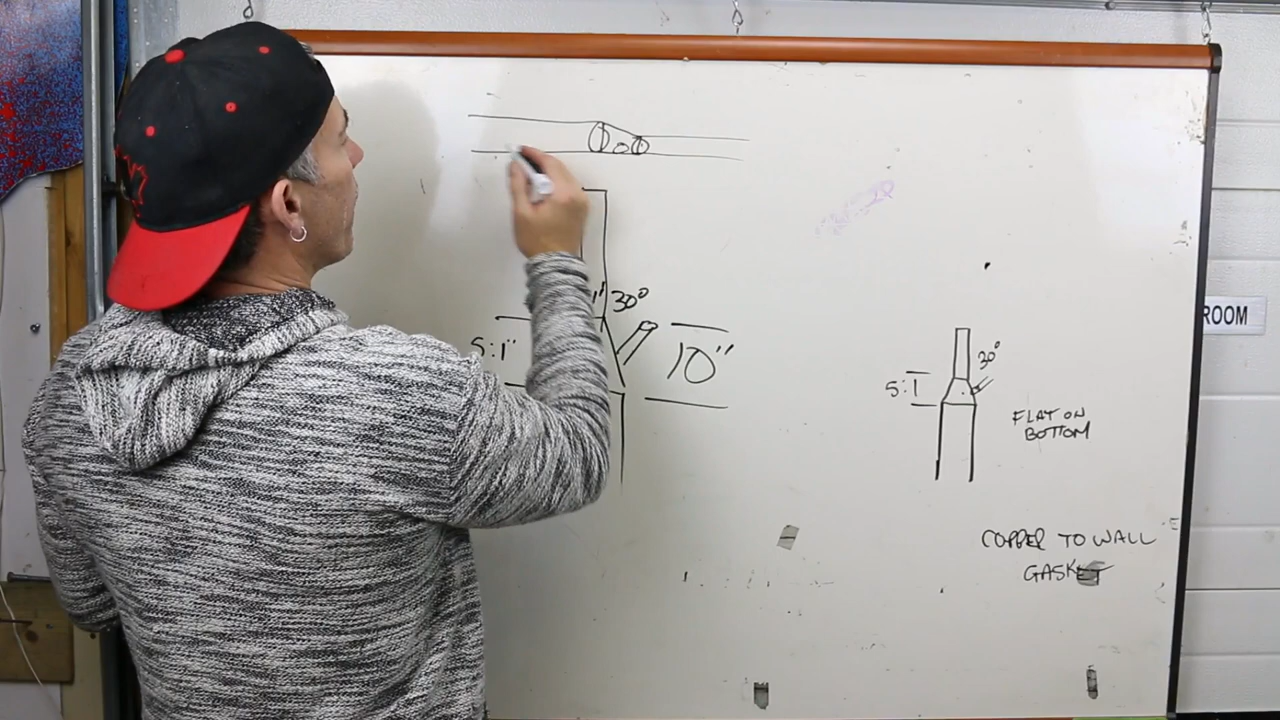 30°
5:1"
10"
30°
5:1
FLAT ON
BOTTOM
COPPER TO WALL
GASKET
ROOM